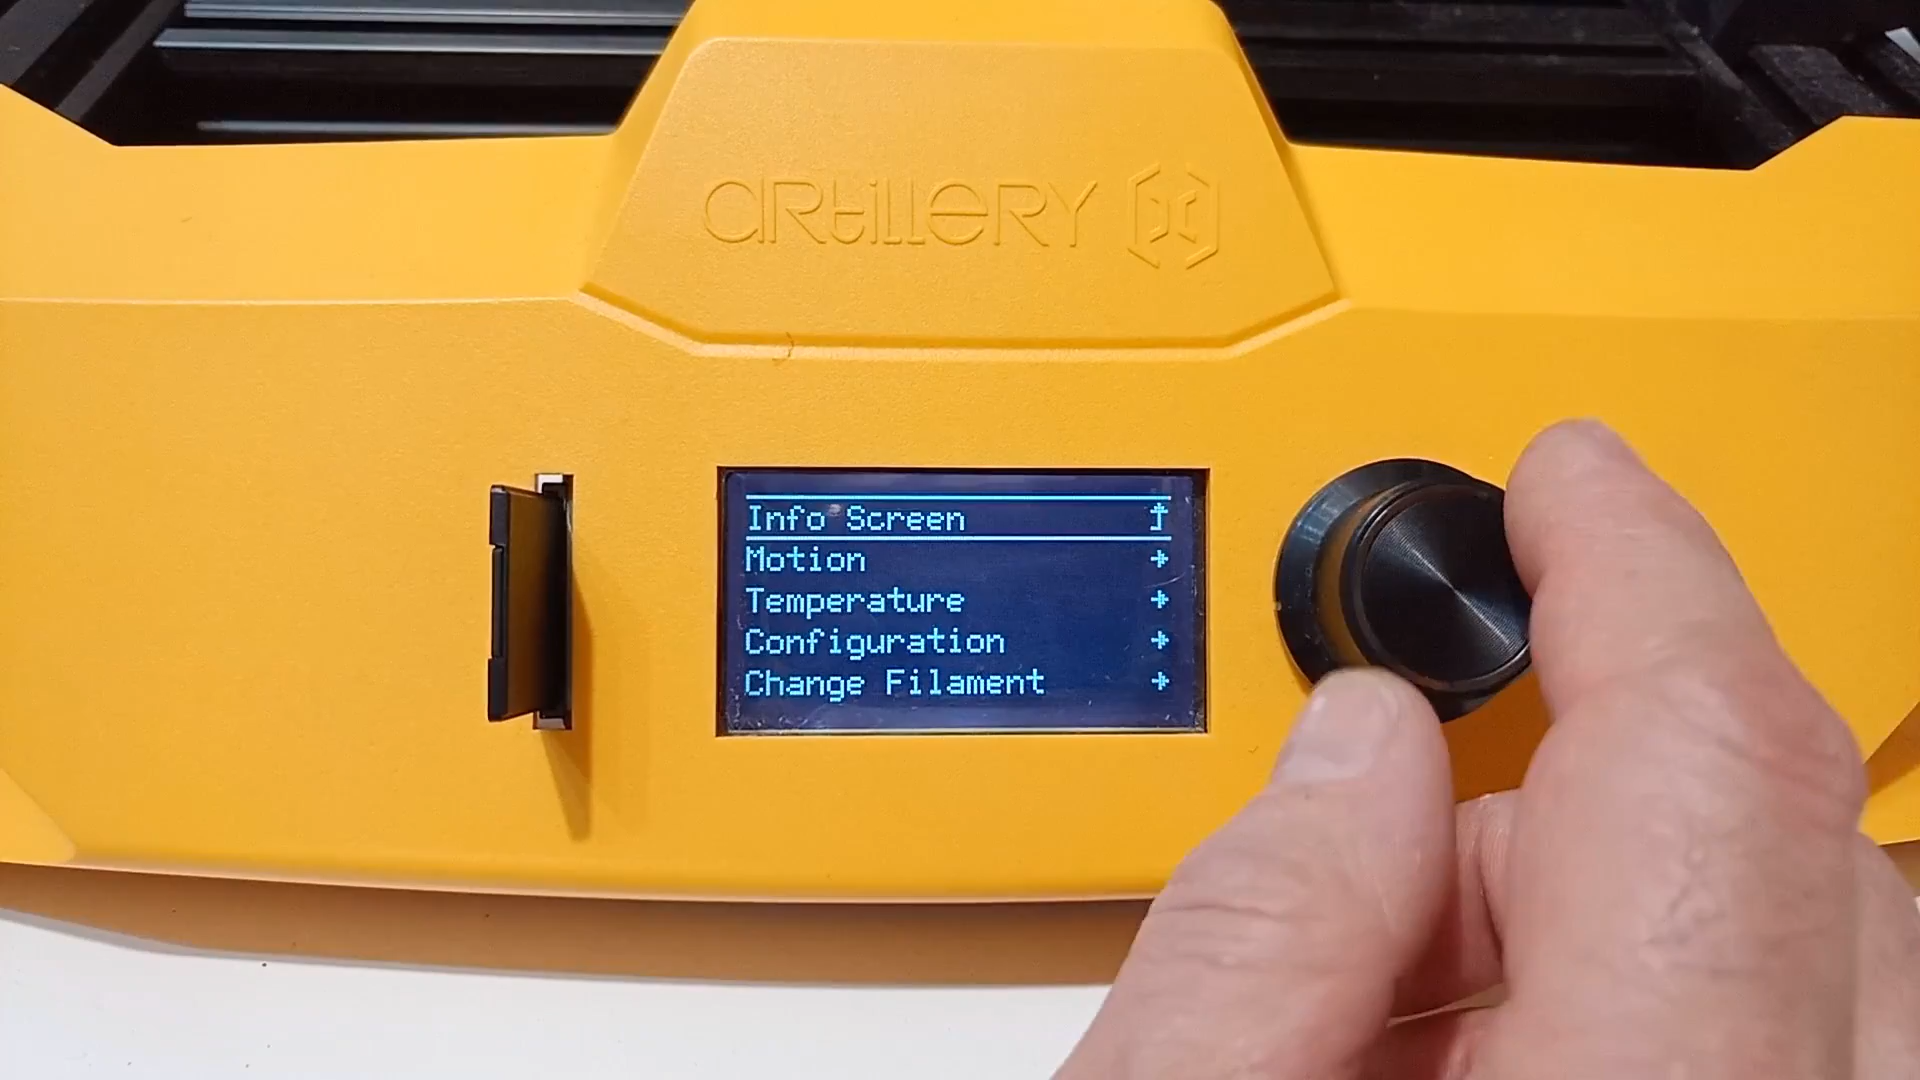 aRtillERY
Info Screen
Motion
Temperature
Configuration
Change Filament